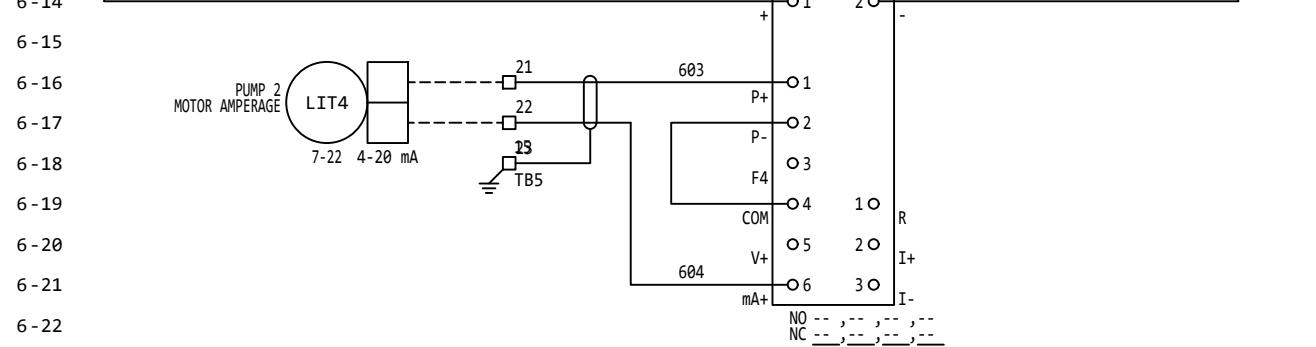 6-14
1
2
+
-
6-15
21
603
6-16
1
PUMP 2
MOTOR AMPERAGE
LIT4
P+
22
6-17
2
P-
7-22 4-20 mA
6-18
3
TB5
F4
6-19
4
1
COM
R
6-20
5
2
V+
I+
604
6-21
6
3
mA+
I-
NO -- ,-- ,-- ,--
6-22
NC -- ,-- ,-- ,--